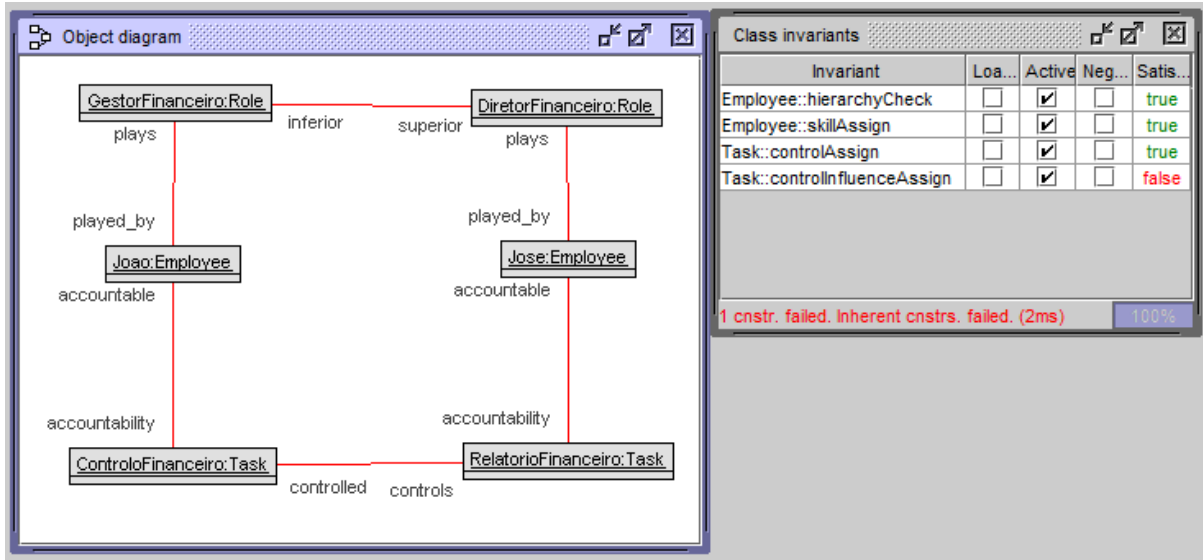 Object diagram
GestorFinanceiro:Role
DiretorFinanceiro:Role
plays
inferior
superior
plays
played_by
played_by
Joao:Employee
Jose:Employee
accountable
accountable
accountability
accountability
ControloFinanceiro:Task
RelatorioFinanceiro:Task
controlled
controls
Class invariants
Invariant Loa... Active Neg... Satis...
Employee::hierarchyCheck true
Employee::skillAssign true
Task::controlAssign true
Task::controlInfluenceAssign false
1 cnstr. failed. Inherent cnstrs. failed. (2ms) 100%